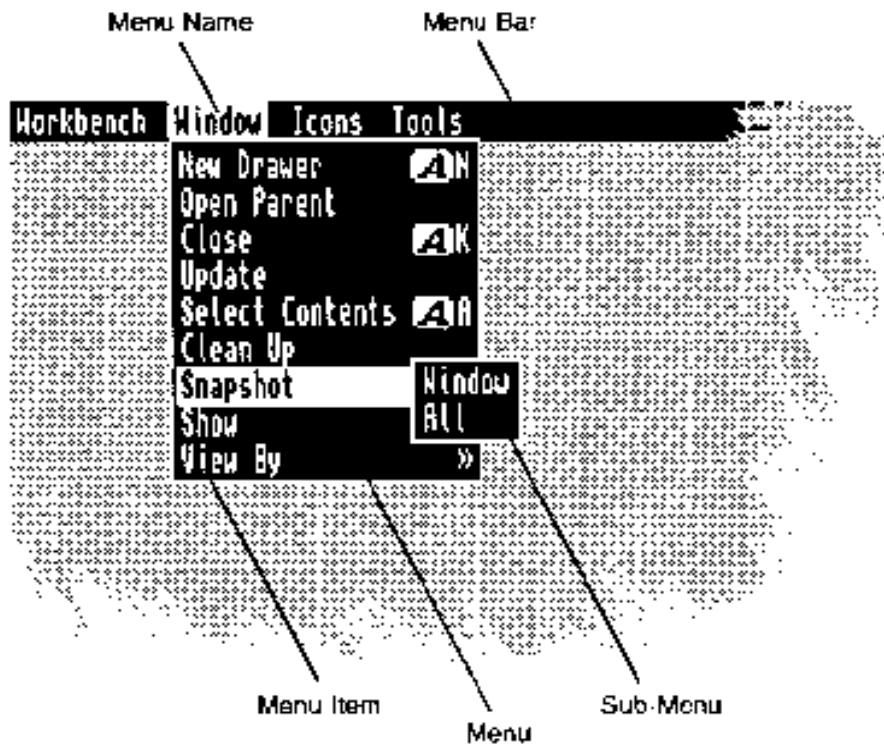 Menu Name Menu Bar
Workbench Window Icons Tools
New Drawer A N
Open Parent
Close A K
Update
Select Contents A A
Clean Up
Snapshot Window
Show All
View By »
Menu Item Sub-Menu
Menu